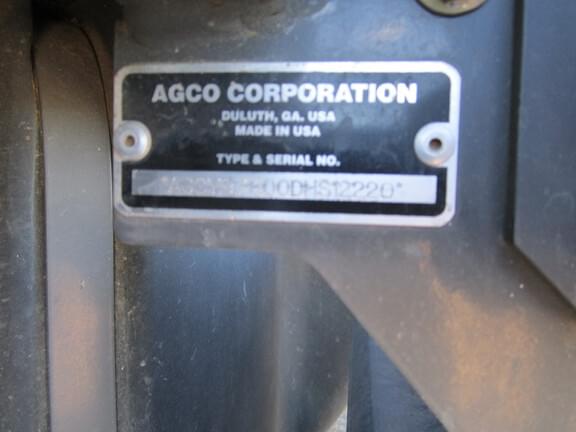 AGCO CORPORATION
DULUTH, GA. USA
MADE IN USA
TYPE & SERIAL NO.